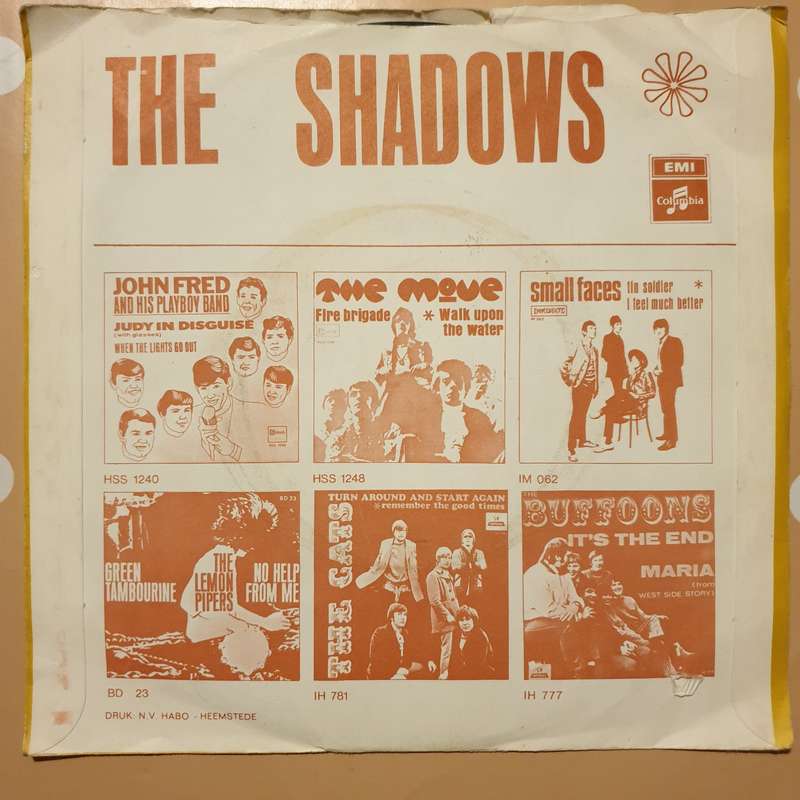 THE SHADOWS
EMI
Columbia
JOHN FRED
AND HIS PLAYBOY BAND
JUDY IN DISGUISE
(with glasses)
WHEN THE LIGHTS GO OUT
HSS 1240
THE MOVE
Fire brigade * Walk upon
the water
HSS 1248
small faces
tin soldier *
I feel much better
IMMEDIATE
IM 062
BD 23
GREEN
TAMBOURINE
THE
LEMON
PIPERS
NO HELP
FROM ME
BD 23
TURN AROUND AND START AGAIN
*remember the good times
IH 781
THE
BUFFOONS
IT'S THE END
MARIA
(from
WEST SIDE STORY)
IH 777
DRUK: N.V. HABO - HEEMSTEDE